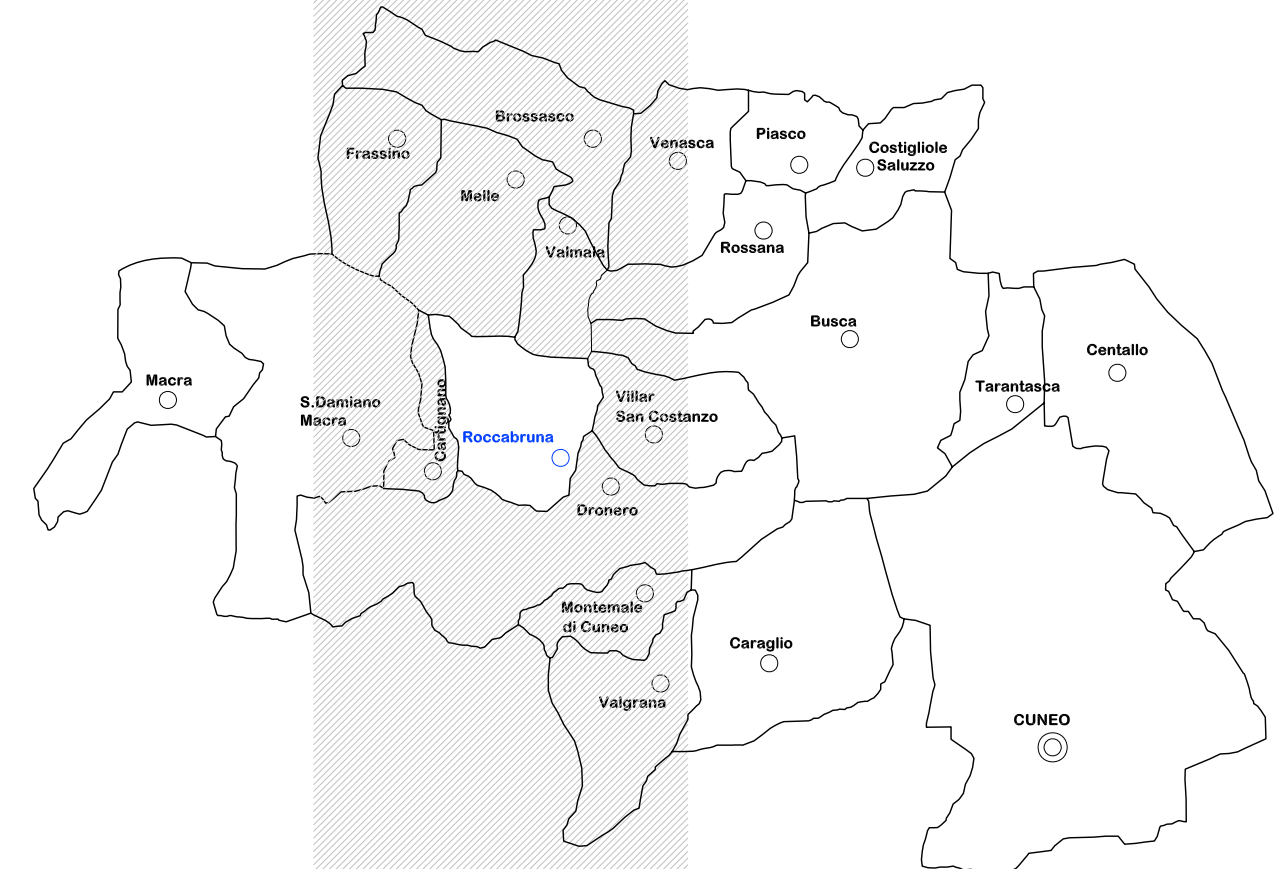 Brossasco
Frassino
Melle
Valmala
Venasca
Piasco
Costigliole
Saluzzo
Rossana
Busca
Centallo
Tarantasca
Macra
S.Damiano
Macra
Cartignano
Roccabruna
Villar
San Costanzo
Dronero
Montemale
di Cuneo
Caraglio
Valgrana
CUNEO